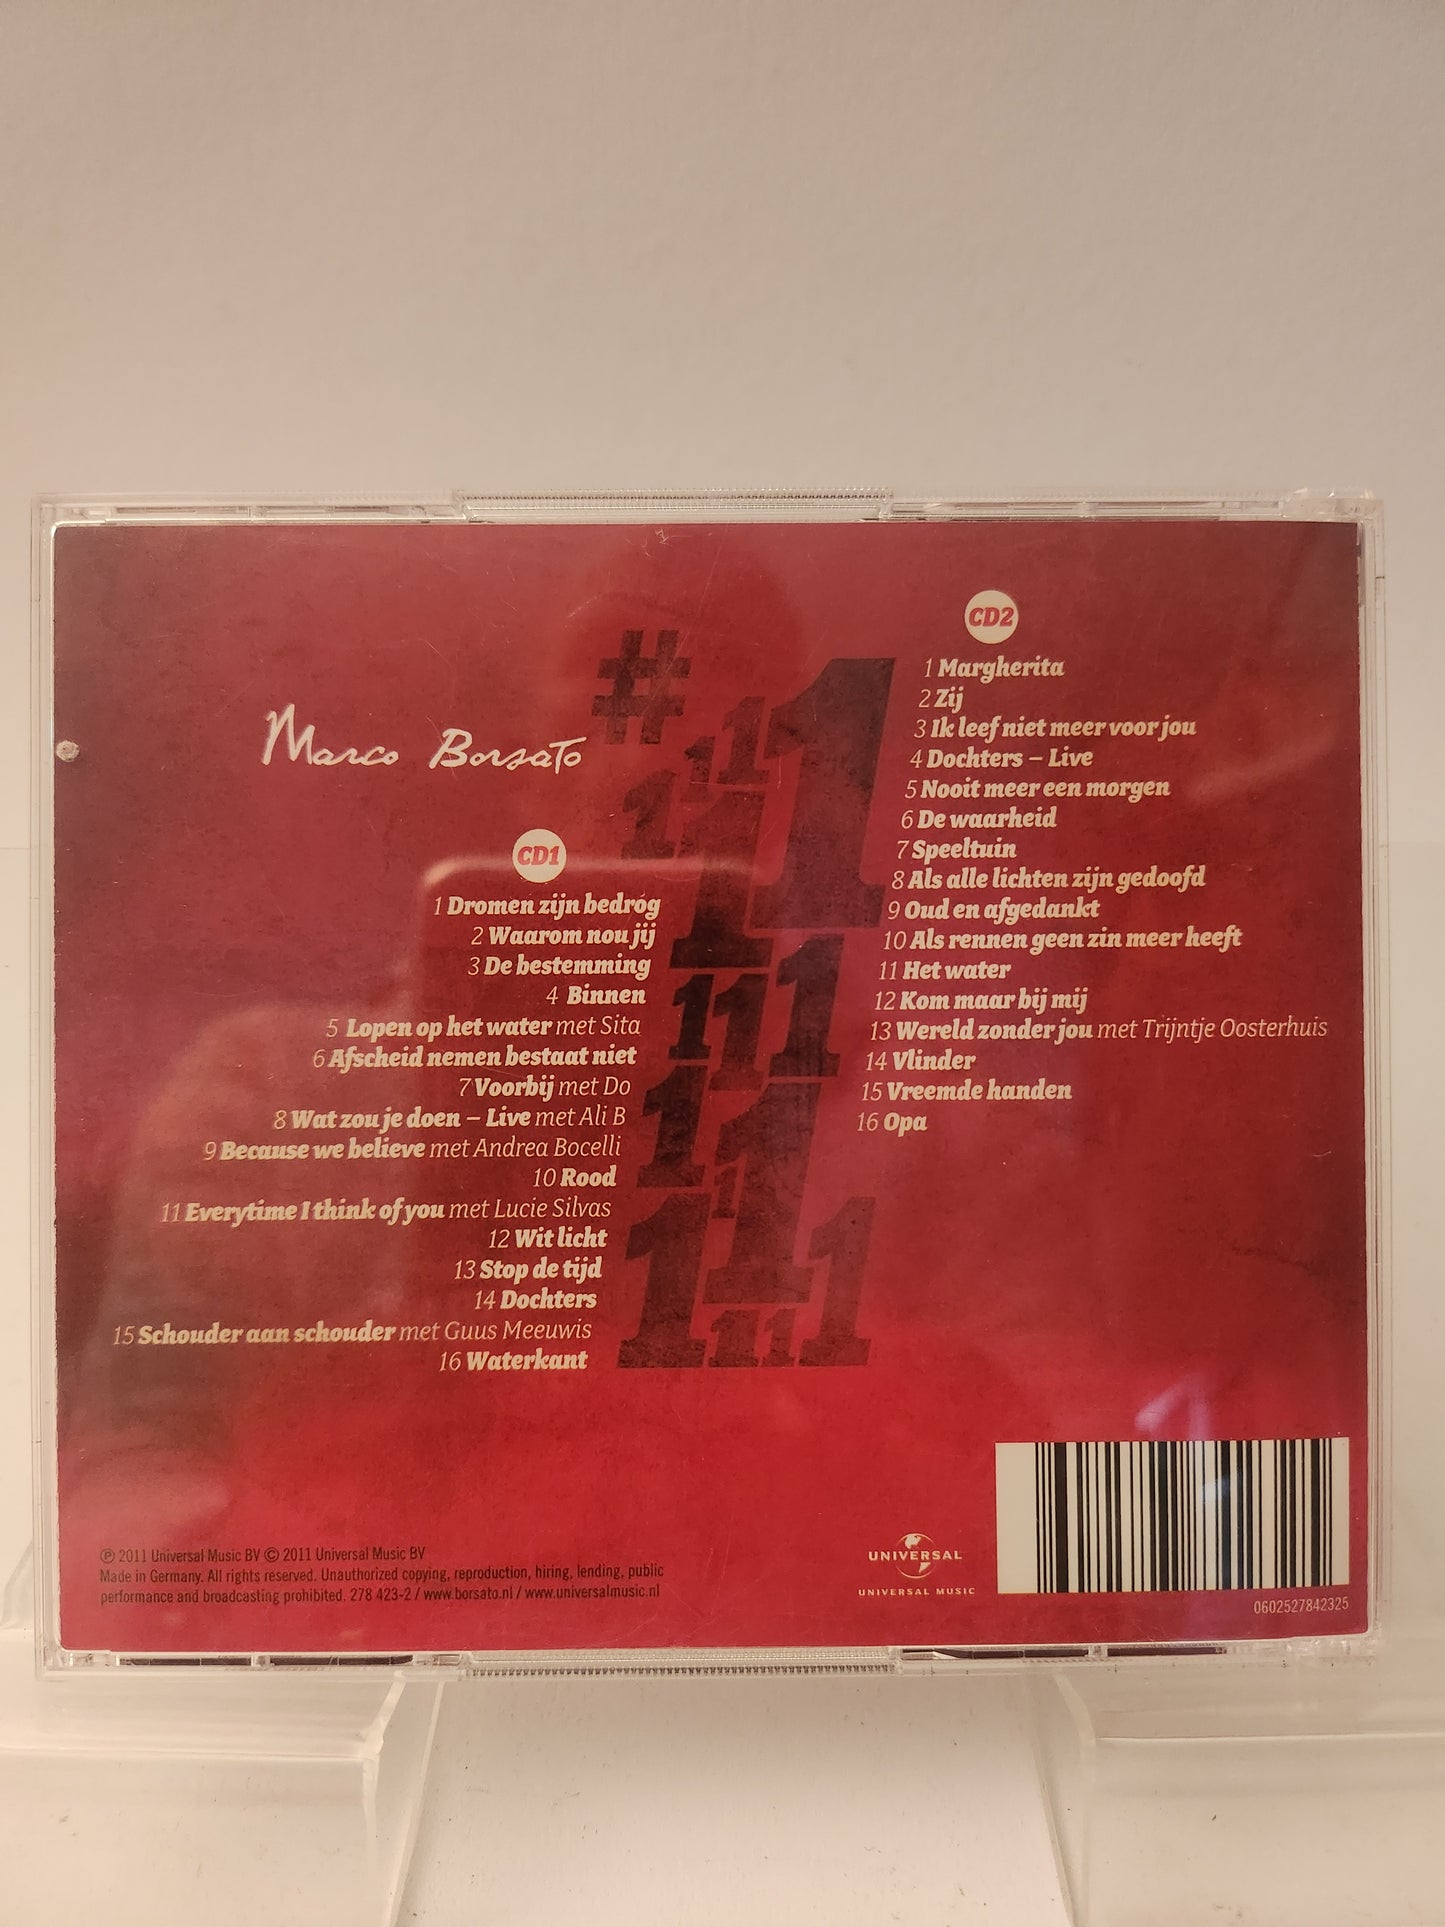 Marco Borsato
#1
CD1
1 Dromen zijn bedrog
2 Waarom nou jij
3 De bestemming
4 Binnen
5 Lopen op het water met Sita
6 Afscheid nemen bestaat niet
7 Voorbij met Do
8 Wat zou je doen – Live met Ali B
9 Because we believe met Andrea Bocelli
10 Rood
11 Everytime I think of you met Lucie Silvas
12 Wit licht
13 Stop de tijd
14 Dochters
15 Schouder aan schouder met Guus Meeuwis
16 Waterkant
CD2
1 Margherita
2 Zij
3 Ik leef niet meer voor jou
4 Dochters – Live
5 Nooit meer een morgen
6 De waarheid
7 Speeltuin
8 Als alle lichten zijn gedoofd
9 Oud en afgedankt
10 Als rennen geen zin meer heeft
11 Het water
12 Kom maar bij mij
13 Wereld zonder jou met Trijntje Oosterhuis
14 Vlinder
15 Vreemde handen
16 Opa
℗ 2011 Universal Music BV © 2011 Universal Music BV
Made in Germany. All rights reserved. Unauthorized copying, reproduction, hiring, lending, public
performance and broadcasting prohibited. 278 423-2 / www.borsato.nl / www.universalmusic.nl
UNIVERSAL
UNIVERSAL MUSIC
0602527842325